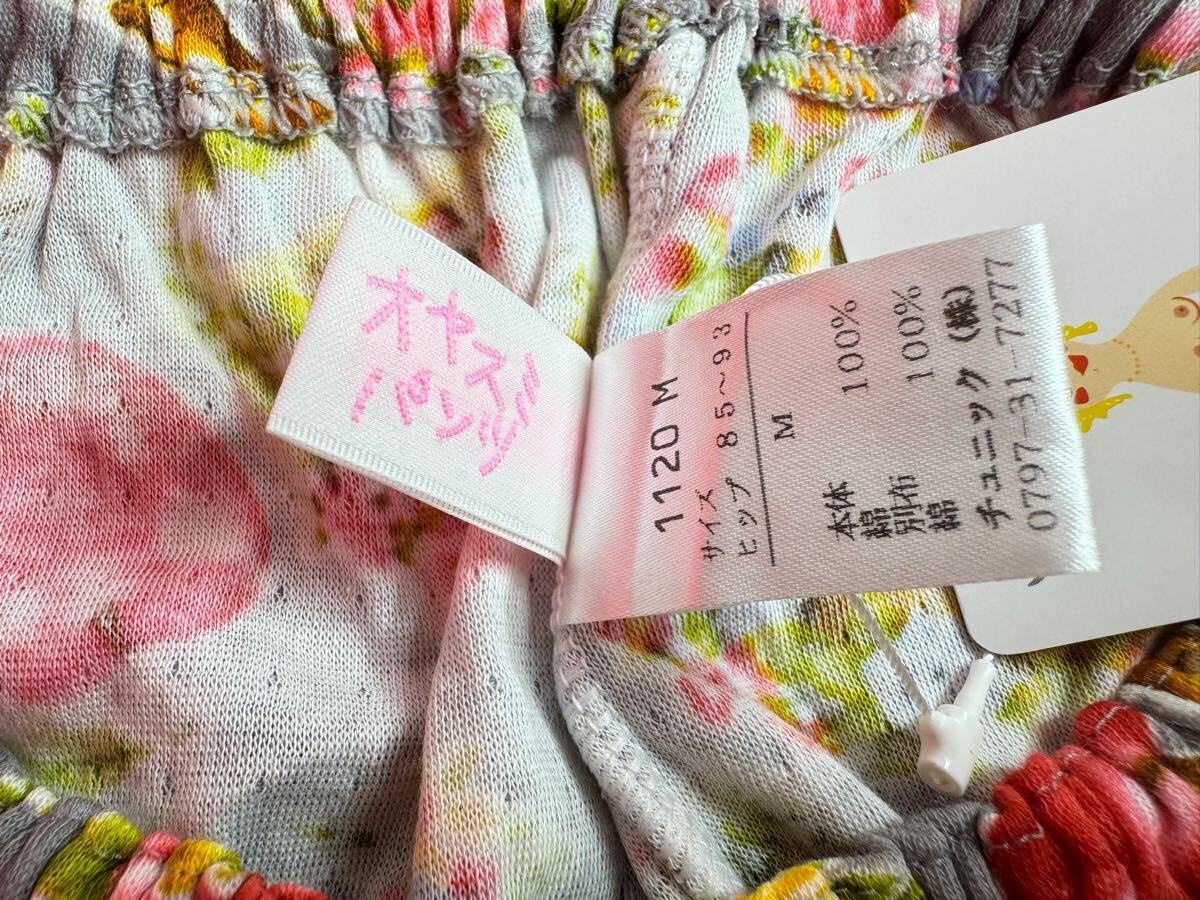 オヤスミ
パンツ
1120 M
サイズ
ヒップ 85～93
M
本体
綿 100%
別布
綿 100%
チュニック (株)
0797-31-7277